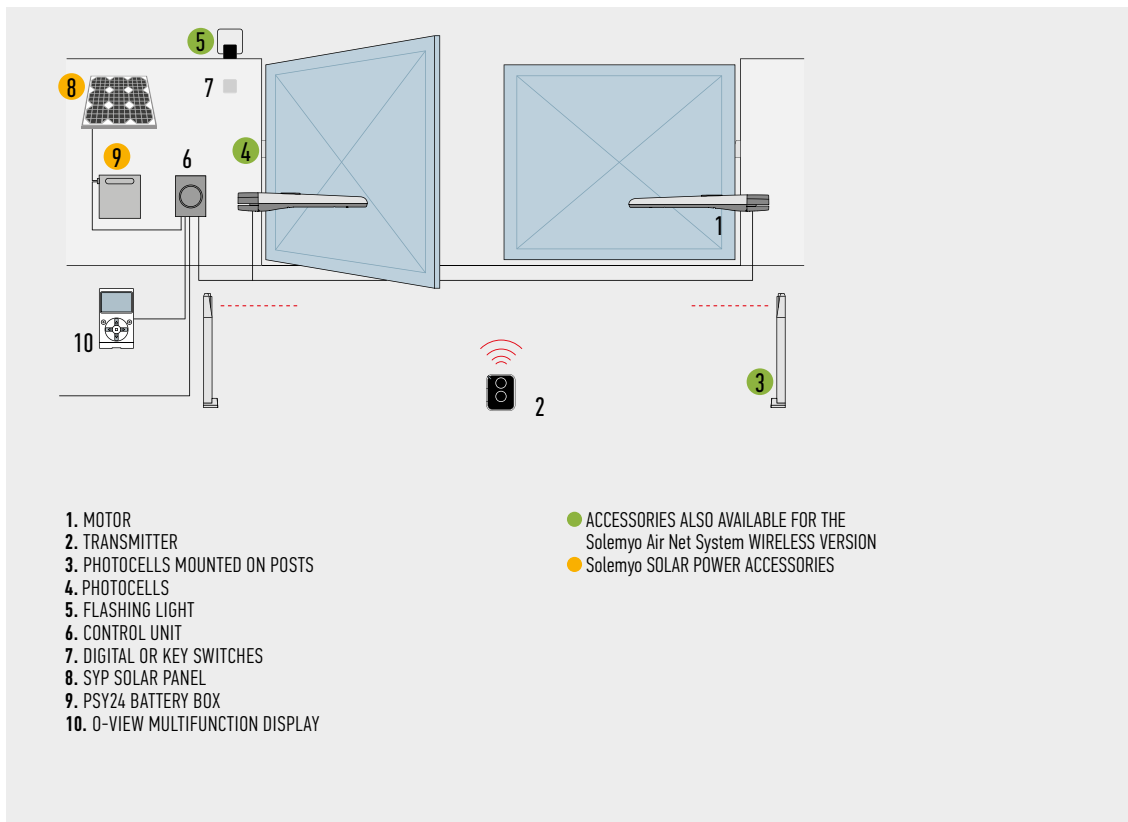 5
8
7
9
6
4
1
10
3
2
1. MOTOR
2. TRANSMITTER
3. PHOTOCELLS MOUNTED ON POSTS
4. PHOTOCELLS
5. FLASHING LIGHT
6. CONTROL UNIT
7. DIGITAL OR KEY SWITCHES
8. SYP SOLAR PANEL
9. PSY24 BATTERY BOX
10. O-VIEW MULTIFUNCTION DISPLAY
ACCESSORIES ALSO AVAILABLE FOR THE
Solemyo Air Net System WIRELESS VERSION
Solemyo SOLAR POWER ACCESSORIES